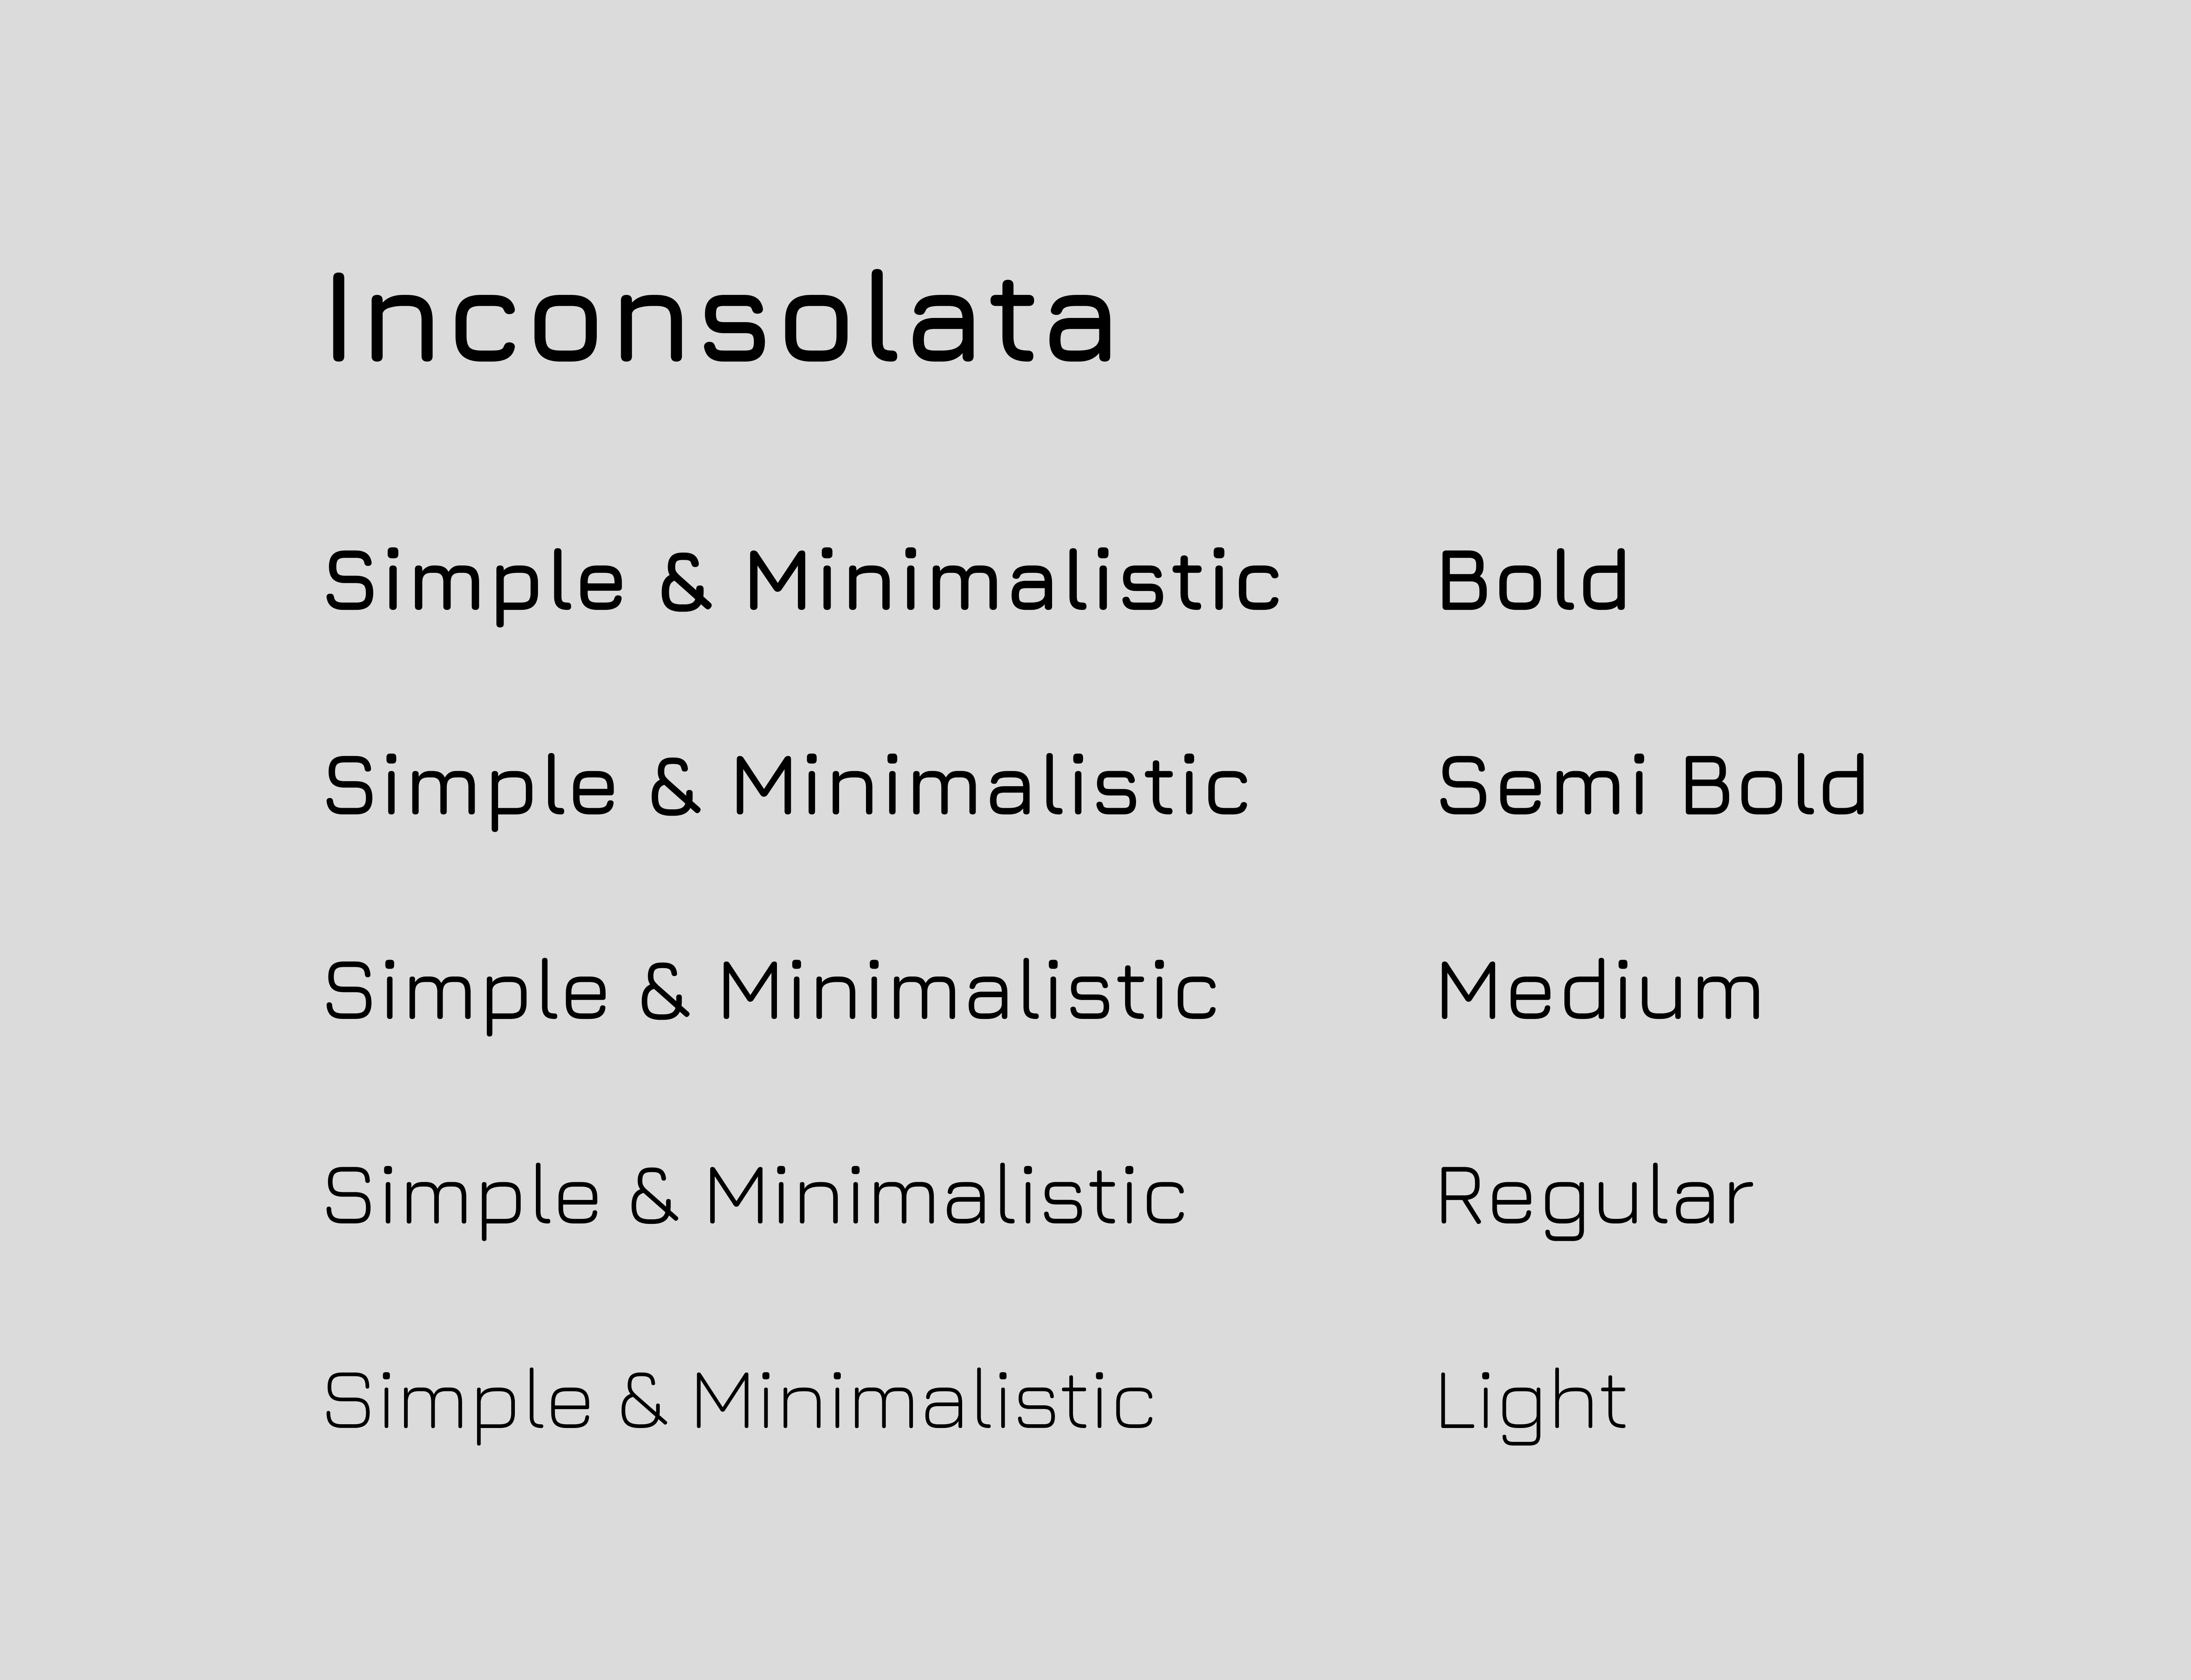 Inconsolata
Simple & Minimalistic Bold
Simple & Minimalistic Semi Bold
Simple & Minimalistic Medium
Simple & Minimalistic Regular
Simple & Minimalistic Light